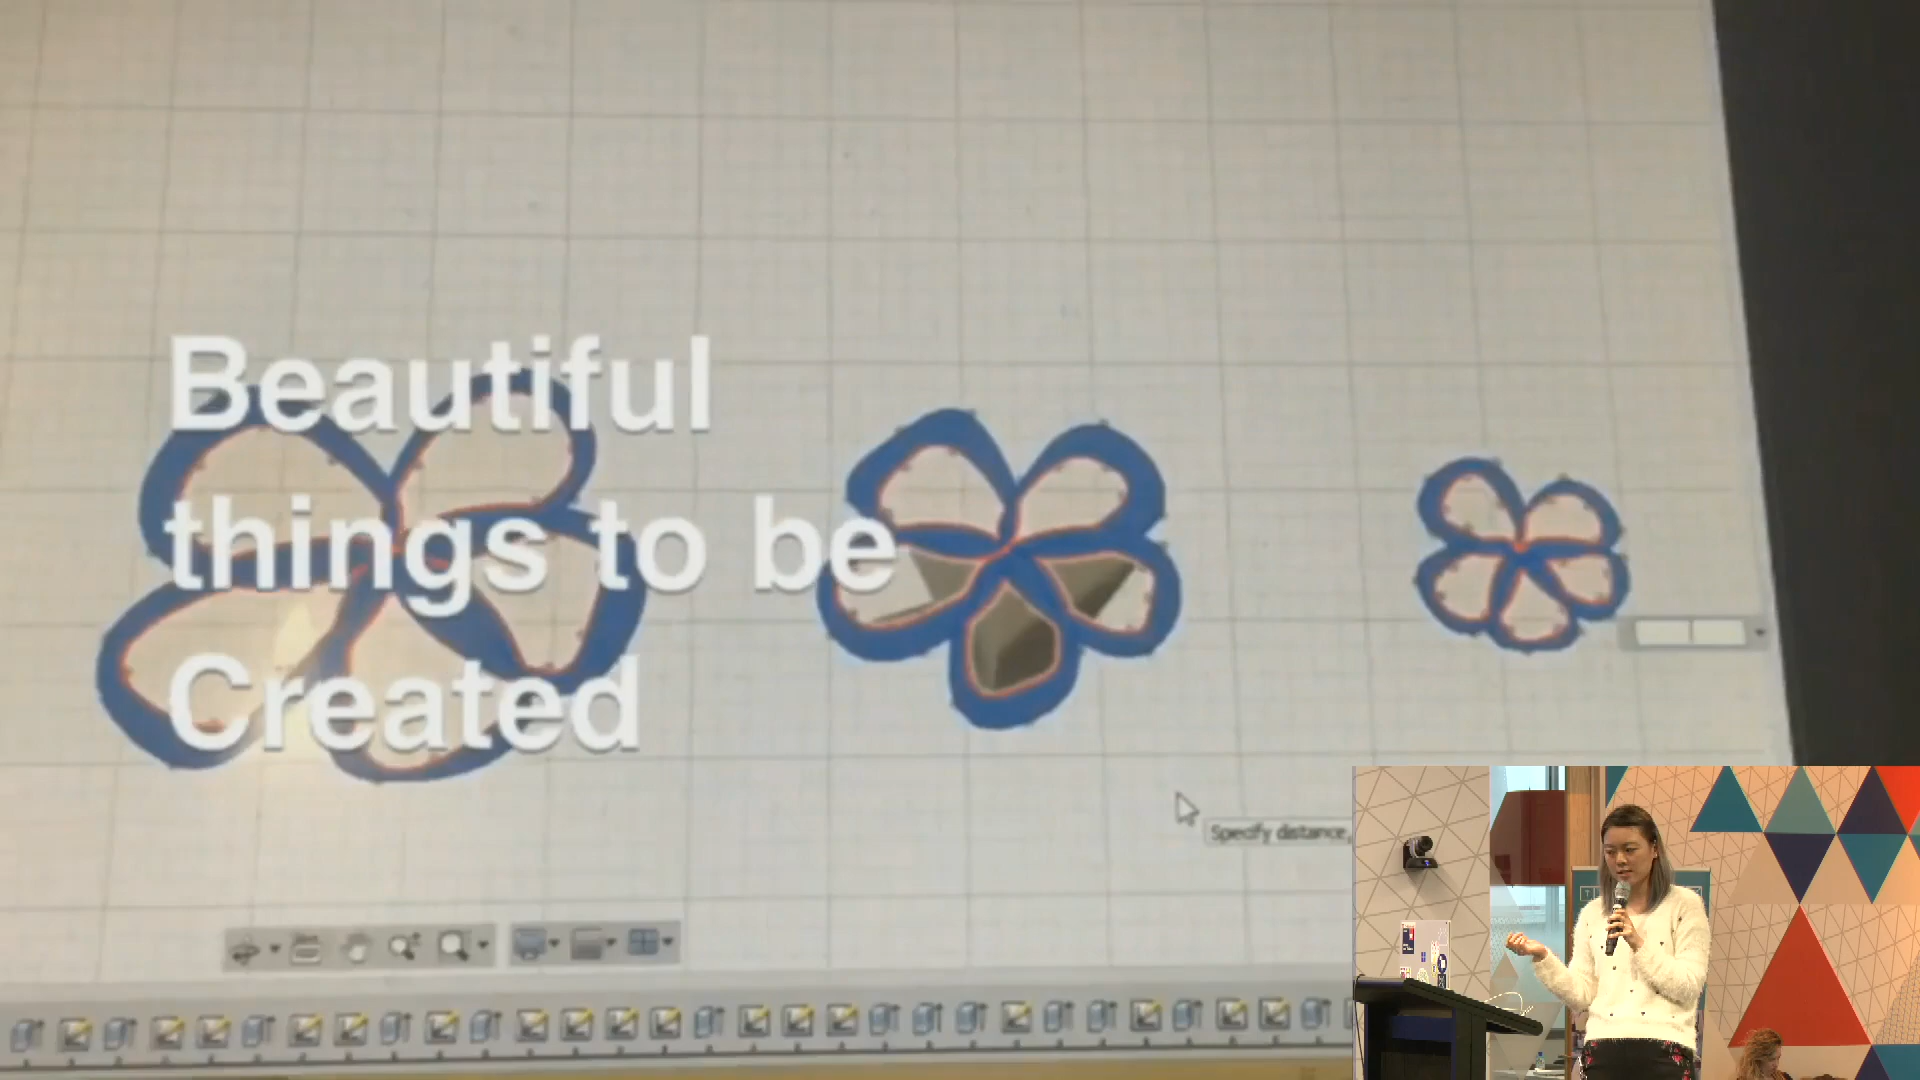 Beautiful
things to be
Created
Specify distance,